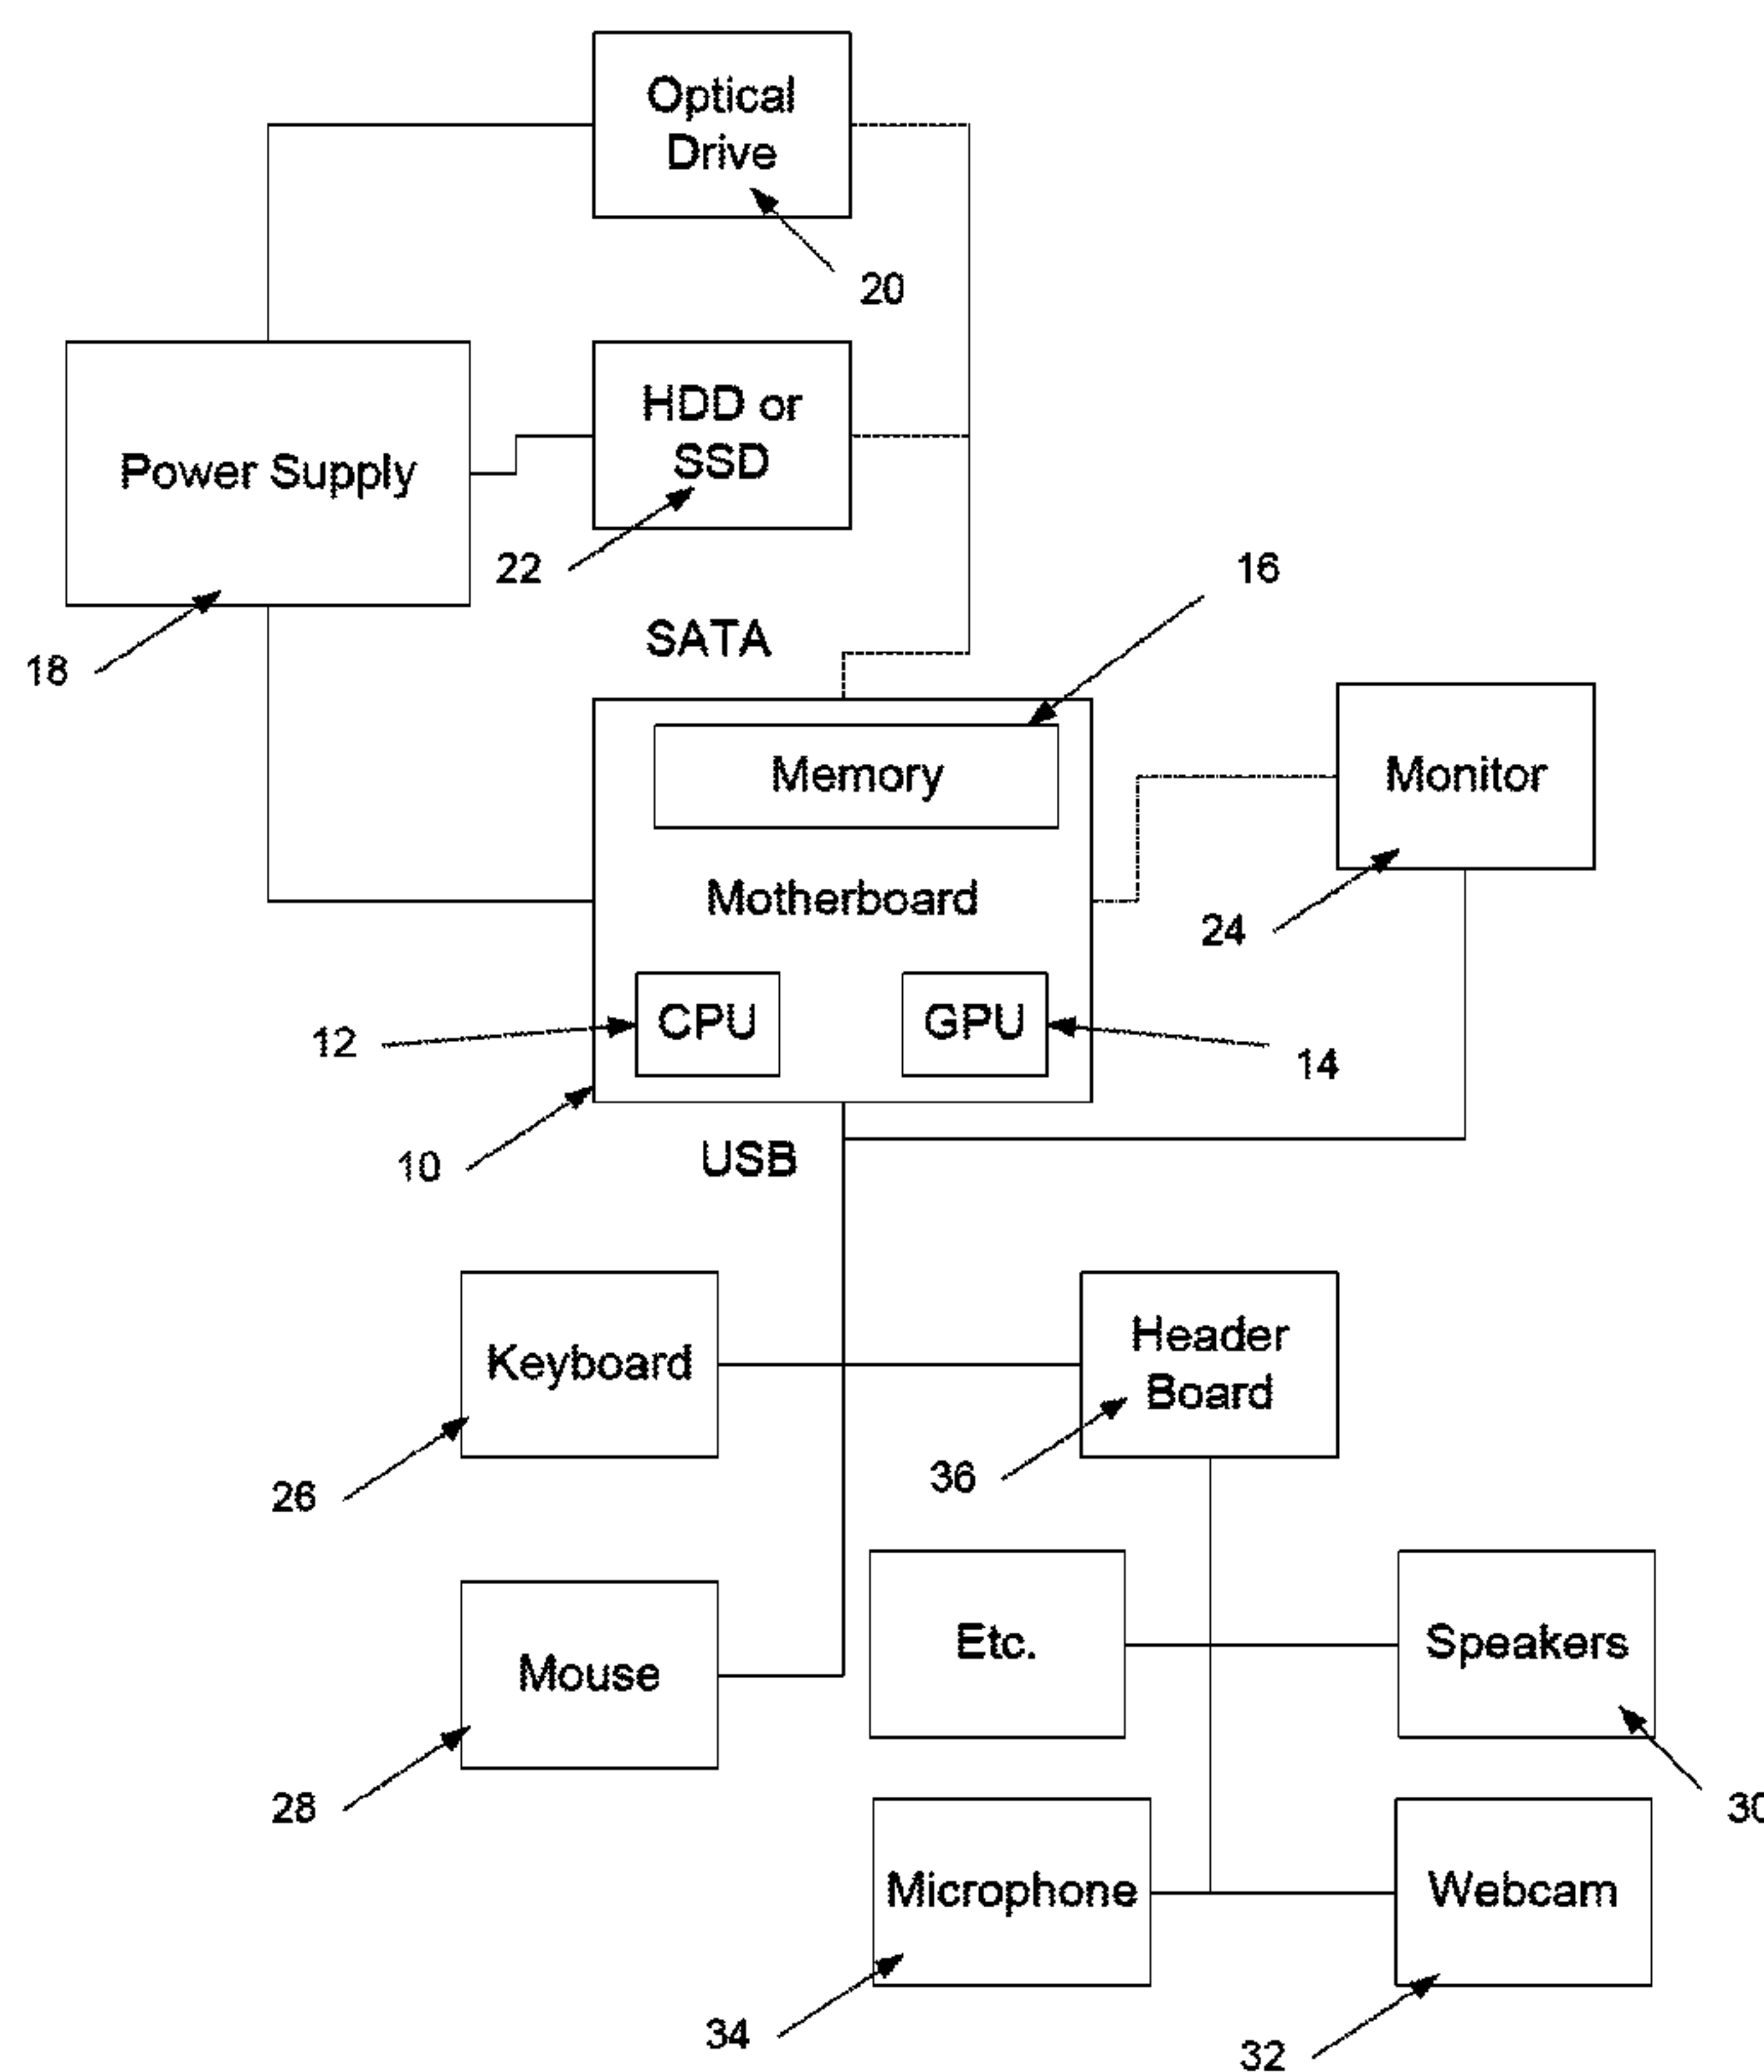 Optical
Drive
20
HDD or
SSD
Power Supply
22
16
SATA
18
Memory
Monitor
Motherboard
24
CPU
GPU
12
14
10
USB
Header
Board
Keyboard
36
26
Etc.
Speakers
Mouse
28
30
Microphone
Webcam
34
32